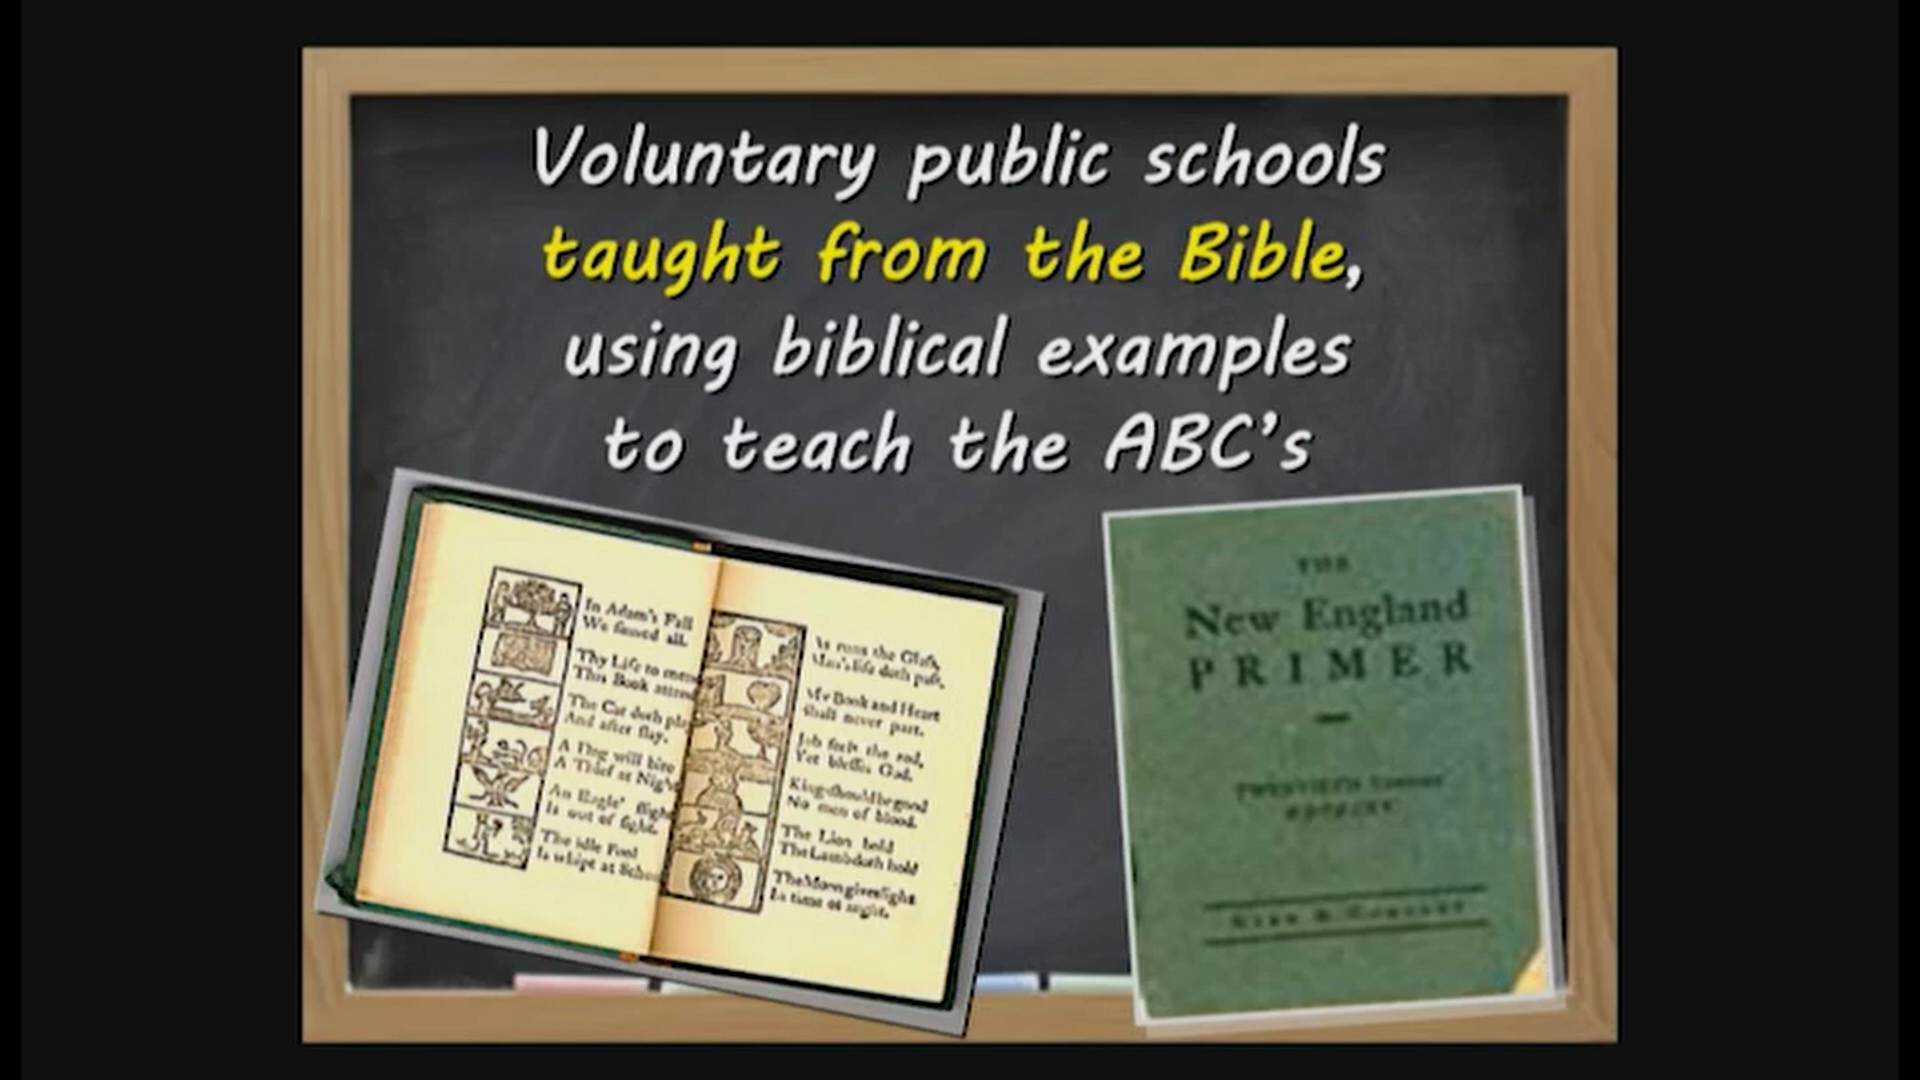 Voluntary public schools
taught from the Bible,
using biblical examples
to teach the ABC's
In Adam's Fall
We sinned all.
Thy Life to
This Book
The Cat doth
And after slay.
A Dog will bite
A Thief at
An Eagle's flight
Is out of sight.
The idle Fool
Is whipt at
As runs the Glass,
Man's life doth pass.
My Book and Heart
Shall never part.
Job feels the rod,
Yet blesses God.
Kings should be good
No men of blood.
The Lion bold
The Lamb doth hold
The Moon gives light
In time of night.
THE
New England
PRIMER
TWENTIETH